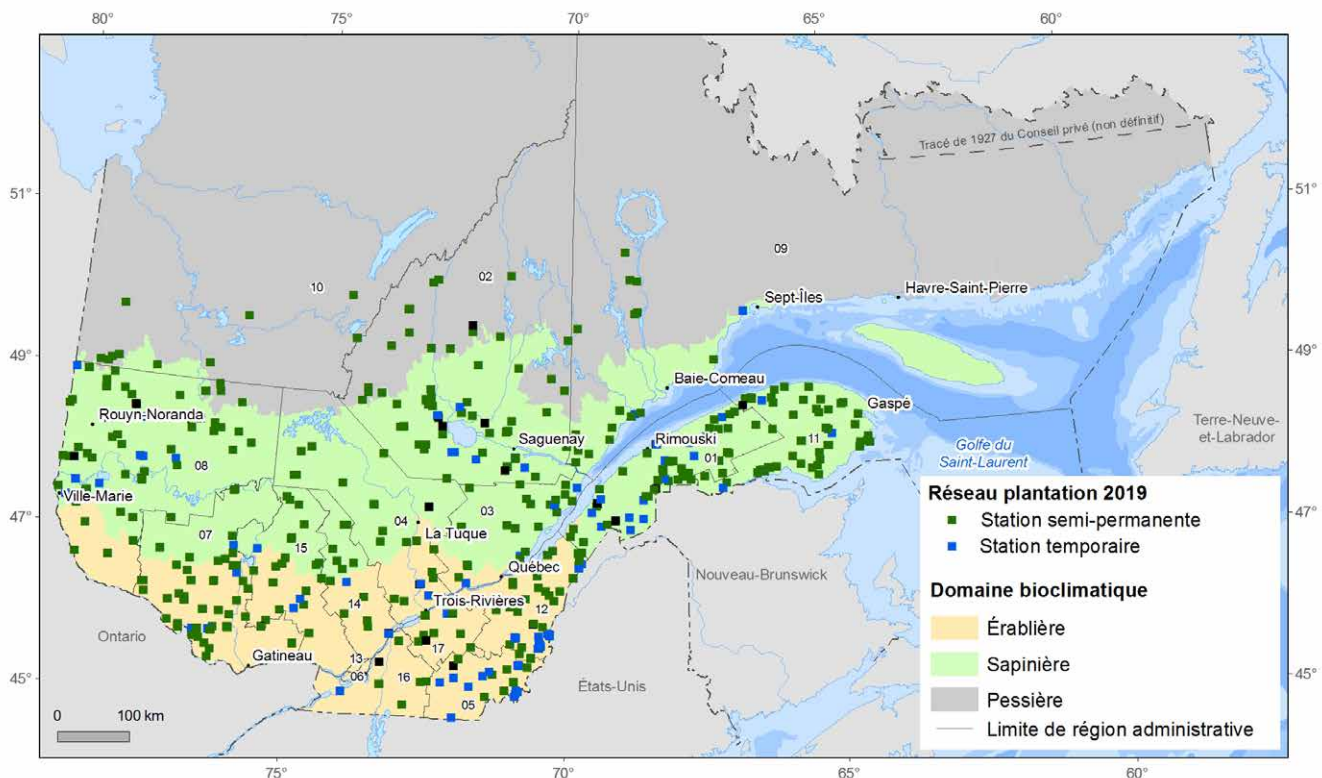 80° 75° 70° 65° 60°
Tracé de 1927 du Conseil privé (non définitif)
51° 51°
09
02
10
Sept-Îles
Havre-Saint-Pierre
49° 49°
Baie-Comeau
Rouyn-Noranda
Gaspé
Saguenay
Rimouski
11
01
Terre-Neuve-
et-Labrador
Golfe du
Saint-Laurent
08
Ville-Marie
03
47° 47°
04
La Tuque
07
15
Québec
Nouveau-Brunswick
Trois-Rivières
14
12
Ontario
Gatineau
17
13
06
16
États-Unis
05
45° 45°
0 100 km
75° 70° 65° 60°
Réseau plantation 2019
Station semi-permanente
Station temporaire
Domaine bioclimatique
Érablière
Sapinière
Pessière
Limite de région administrative